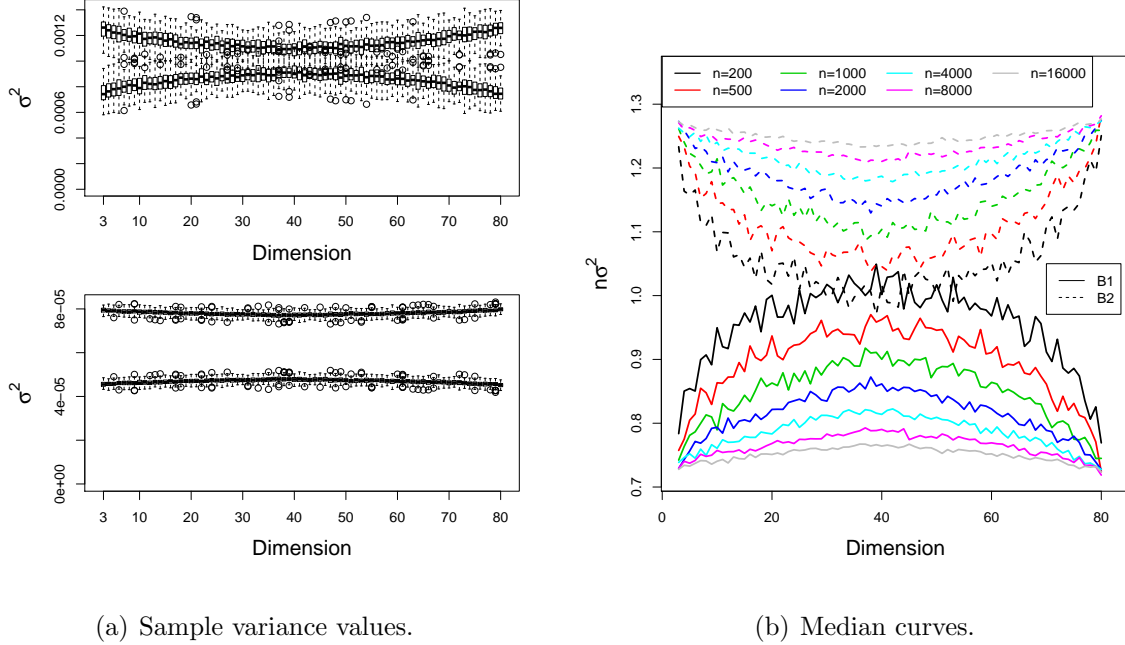 0.0000 0.0006 0.0012
σ²
3 10 20 30 40 50 60 70 80
Dimension
0e+00 4e−05 8e−05
σ²
3 10 20 30 40 50 60 70 80
Dimension
(a) Sample variance values.
n=200 n=1000 n=4000 n=16000
n=500 n=2000 n=8000
0.7 0.8 0.9 1.0 1.1 1.2 1.3
nσ²
B1
B2
0 20 40 60 80
Dimension
(b) Median curves.